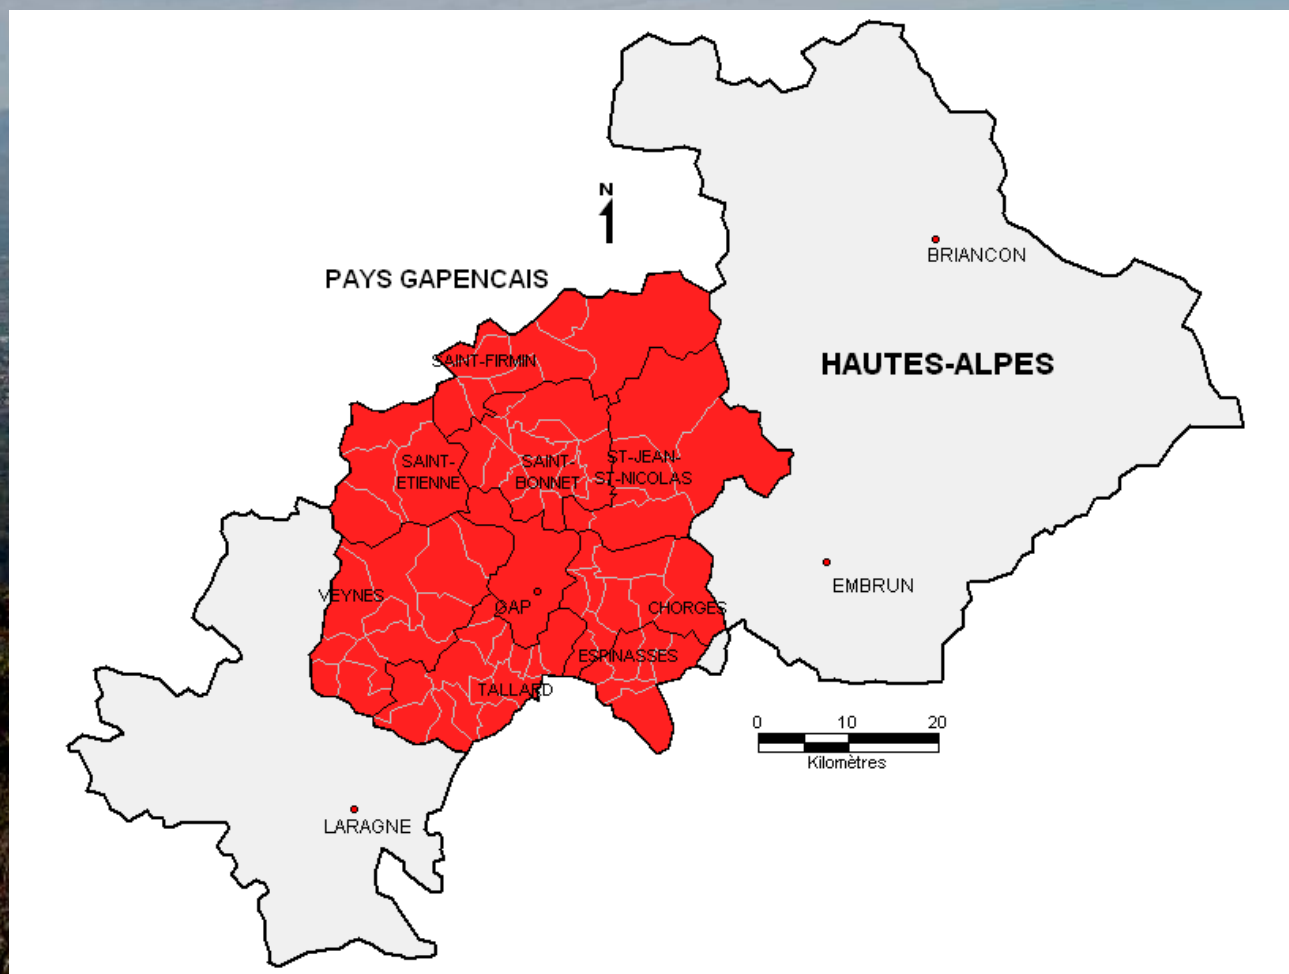 N
BRIANCON
PAYS GAPENCAIS
SAINT-FIRMIN
HAUTES-ALPES
SAINT-
ETIENNE
SAINT-
BONNET
ST-JEAN-
ST-NICOLAS
VEYNES
GAP
CHORGES
EMBRUN
ESPINASSES
TALLARD
0 10 20
Kilomètres
LARAGNE